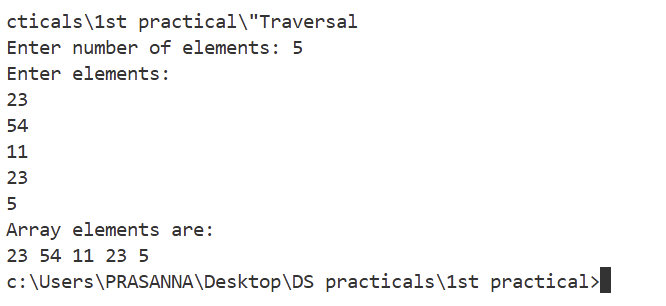 cticals\1st practical\"Traversal
Enter number of elements: 5
Enter elements:
23
54
11
23
5
Array elements are:
23 54 11 23 5
c:\Users\PRASANNA\Desktop\DS practicals\1st practical>